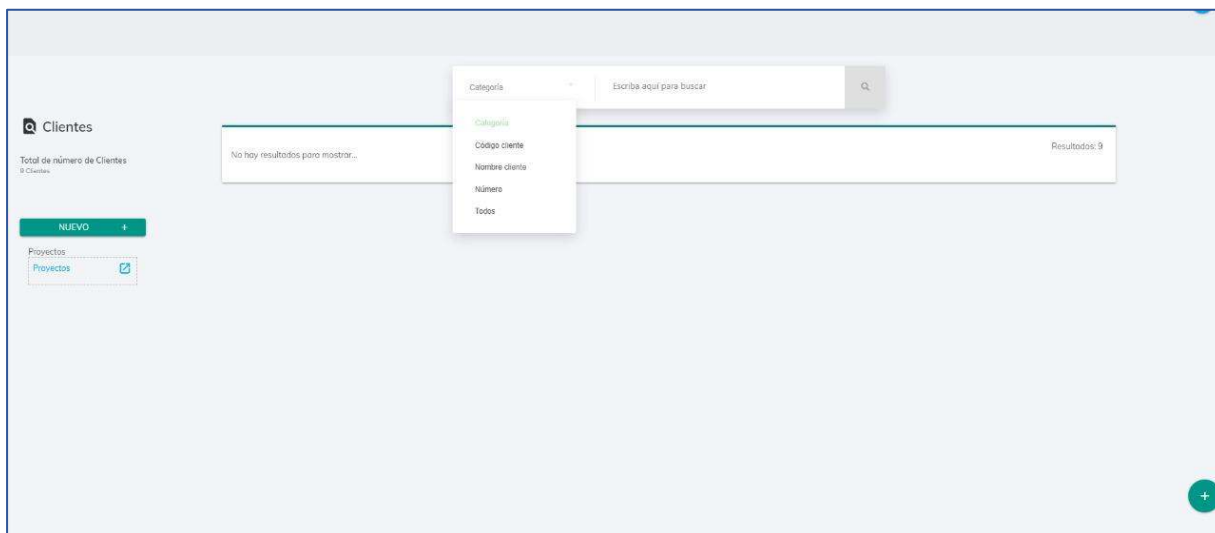 Categoría
Escriba aquí para buscar
Clientes
Total de número de Clientes
9 Clientes
No hay resultados para mostrar...
Resultados: 9
Categoría
Código cliente
Nombre cliente
Número
Todos
NUEVO +
Proyectos
Proyectos
+